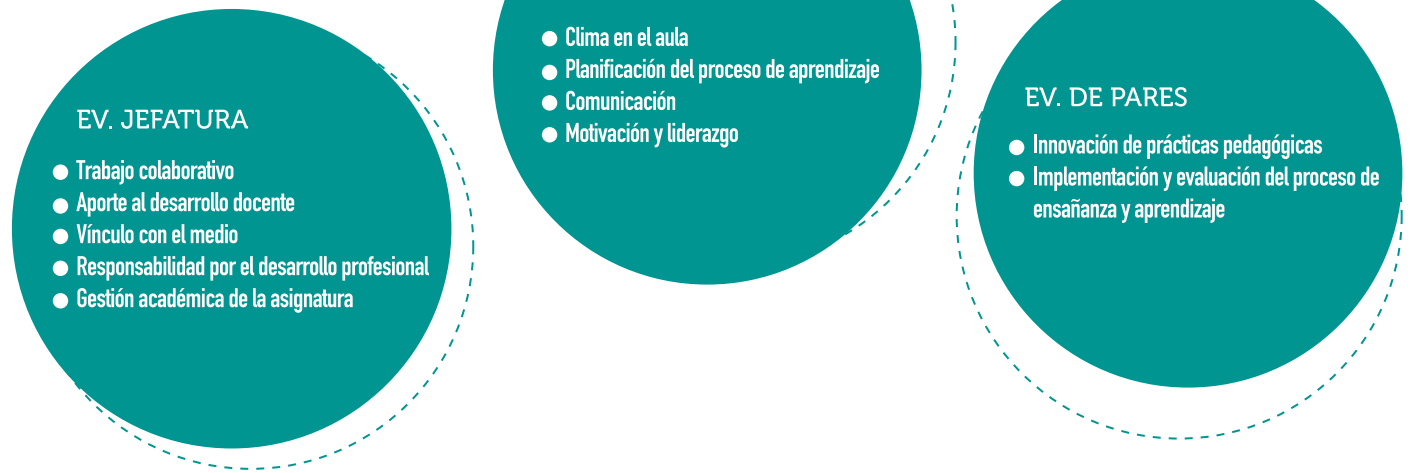 EV. JEFATURA
Trabajo colaborativo
Aporte al desarrollo docente
Vínculo con el medio
Responsabilidad por el desarrollo profesional
Gestión académica de la asignatura
Clima en el aula
Planificación del proceso de aprendizaje
Comunicación
Motivación y liderazgo
EV. DE PARES
Innovación de prácticas pedagógicas
Implementación y evaluación del proceso de
ensañanza y aprendizaje